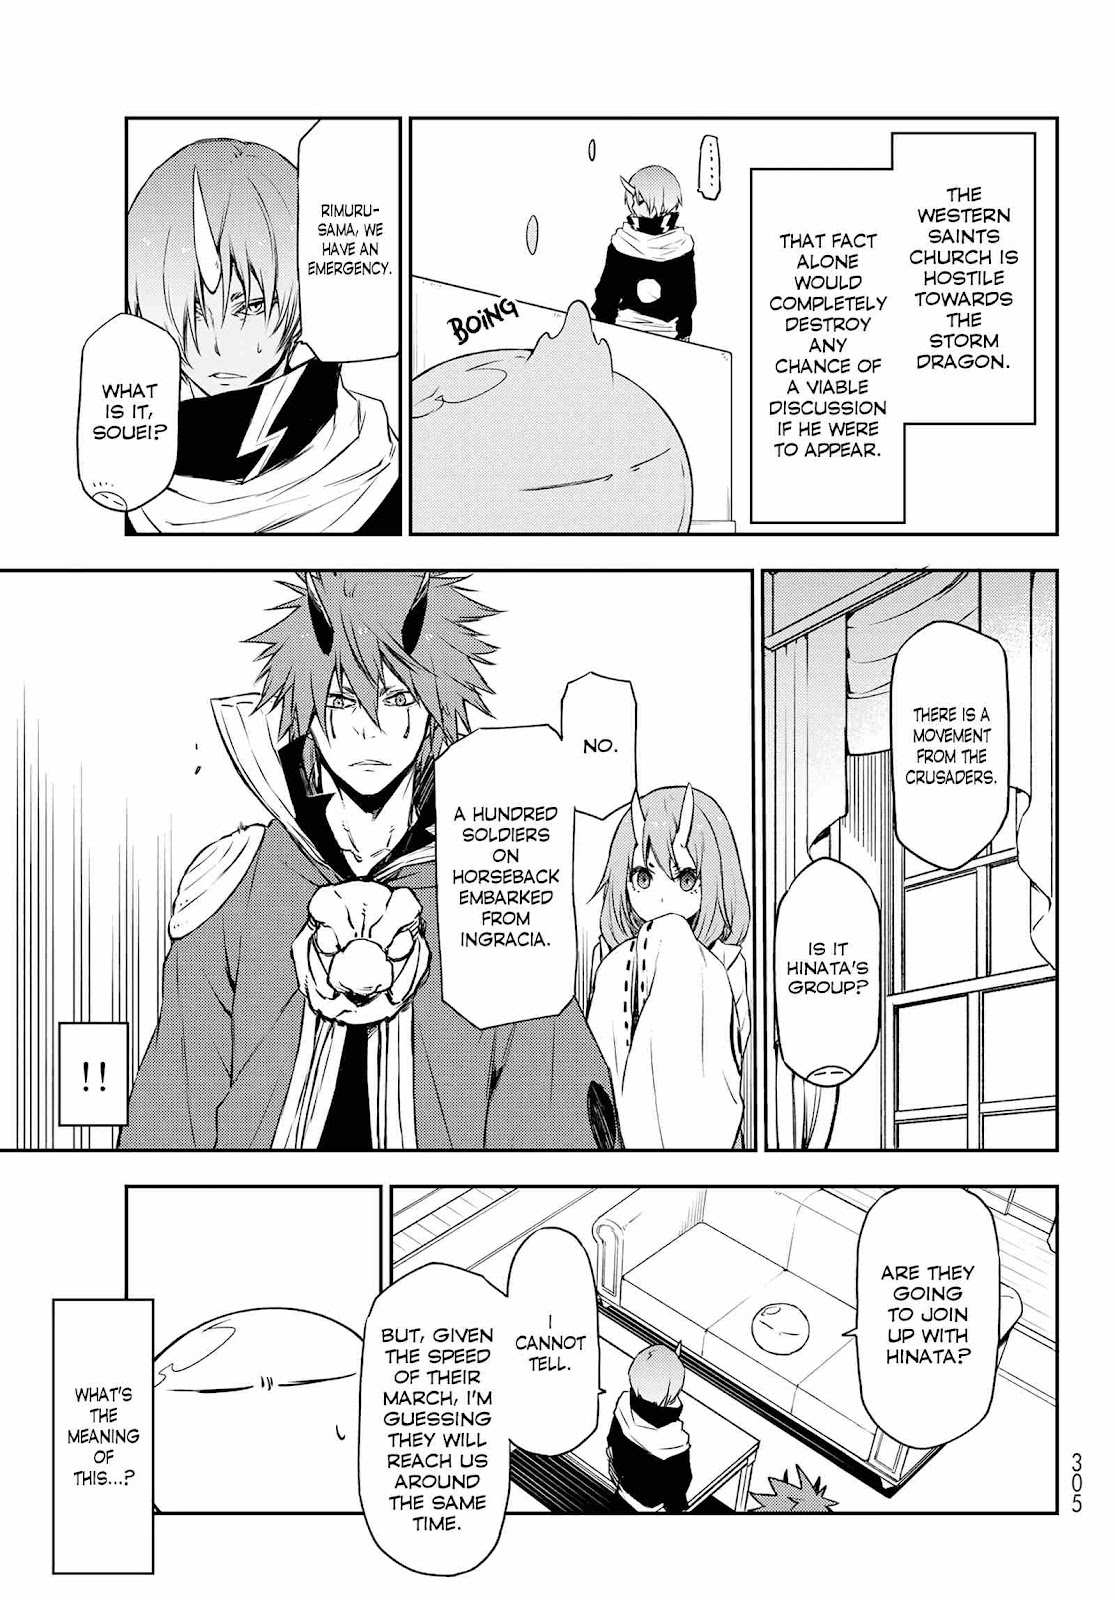 THE
WESTERN
SAINTS
CHURCH IS
HOSTILE
TOWARDS
THE
STORM
DRAGON.
THAT FACT
ALONE
WOULD
COMPLETELY
DESTROY
ANY
CHANCE OF
A VIABLE
DISCUSSION
IF HE WERE
TO APPEAR.
......
BOING
RIMURU-
SAMA, WE
HAVE AN
EMERGENCY.
WHAT
IS IT,
SOUEI?
THERE IS A
MOVEMENT
FROM THE
CRUSADERS.
IS IT
HINATA'S
GROUP?
NO.
A HUNDRED
SOLDIERS
ON
HORSEBACK
EMBARKED
FROM
INGRACIA.
!!
ARE THEY
GOING
TO JOIN
UP WITH
HINATA?
I
CANNOT
TELL.
BUT, GIVEN
THE SPEED
OF THEIR
MARCH, I'M
GUESSING
THEY WILL
REACH US
AROUND
THE SAME
TIME.
WHAT'S
THE
MEANING
OF
THIS...?
305